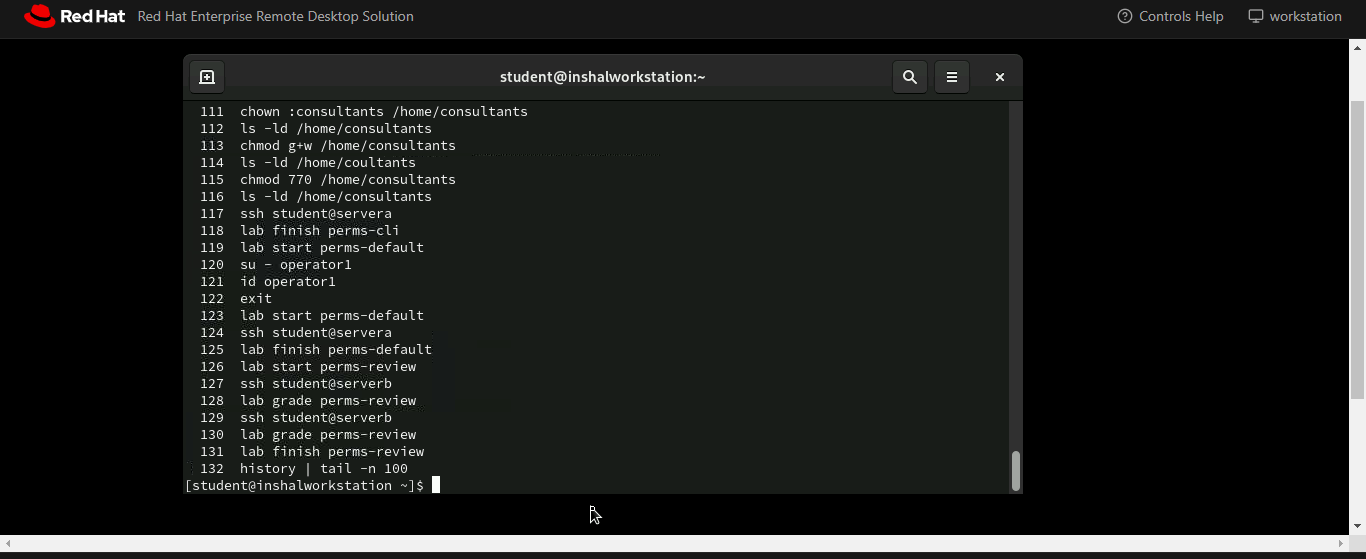 Red Hat Red Hat Enterprise Remote Desktop Solution Controls Help workstation
student@inshalworkstation:~
111 chown :consultants /home/consultants
112 ls -ld /home/consultants
113 chmod g+w /home/consultants
114 ls -ld /home/coultants
115 chmod 770 /home/consultants
116 ls -ld /home/consultants
117 ssh student@servera
118 lab finish perms-cli
119 lab start perms-default
120 su - operator1
121 id operator1
122 exit
123 lab start perms-default
124 ssh student@servera
125 lab finish perms-default
126 lab start perms-review
127 ssh student@serverb
128 lab grade perms-review
129 ssh student@serverb
130 lab grade perms-review
131 lab finish perms-review
132 history | tail -n 100
[student@inshalworkstation ~]$